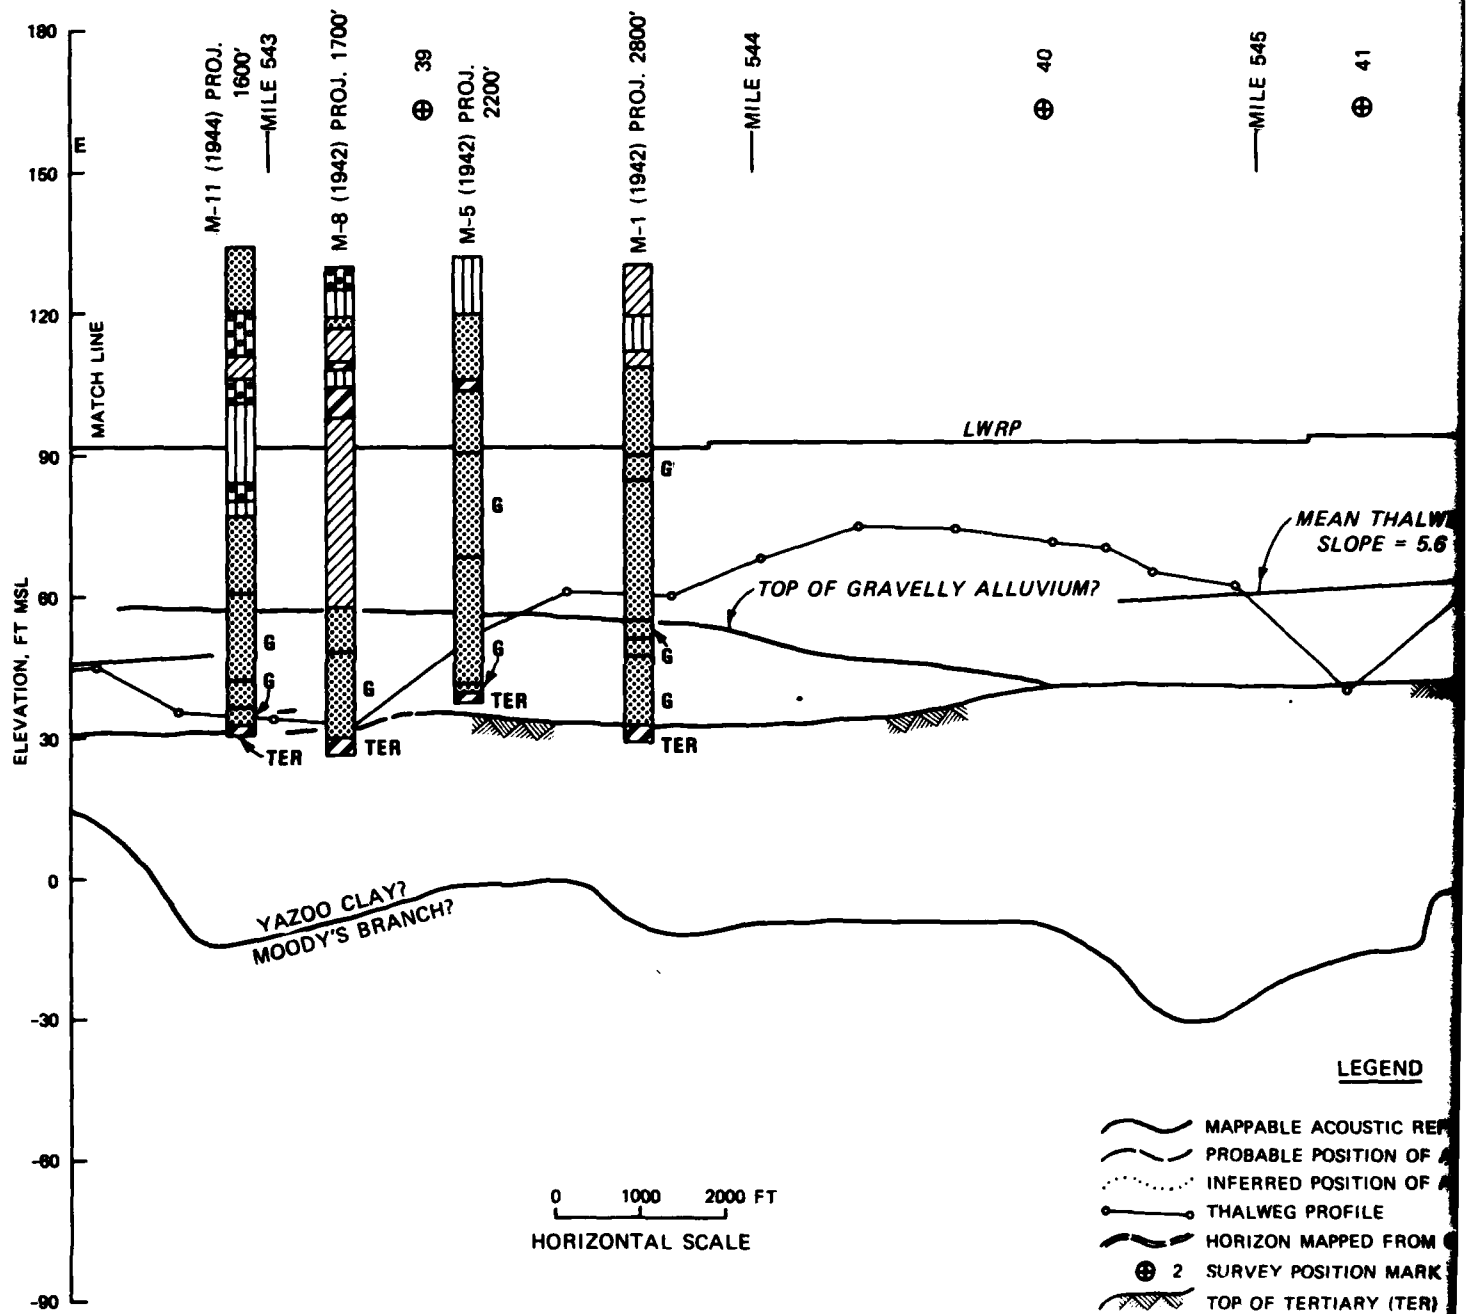 180
150
120
90
60
30
0
-30
-60
-90
ELEVATION, FT MSL
E
MATCH LINE
M-11 (1944) PROJ.
1600'
MILE 543
M-8 (1942) PROJ. 1700'
39
M-5 (1942) PROJ.
2200'
M-1 (1942) PROJ. 2800'
MILE 544
40
MILE 545
41
LWRP
G
G
MEAN THALW
SLOPE = 5.6
TOP OF GRAVELLY ALLUVIUM?
G
G
G
G
G
G
TER
TER
TER
TER
YAZOO CLAY?
MOODY'S BRANCH?
LEGEND
MAPPABLE ACOUSTIC REF
PROBABLE POSITION OF
INFERRED POSITION OF
THALWEG PROFILE
HORIZON MAPPED FROM
2 SURVEY POSITION MARK
TOP OF TERTIARY (TER)
0 1000 2000 FT
HORIZONTAL SCALE